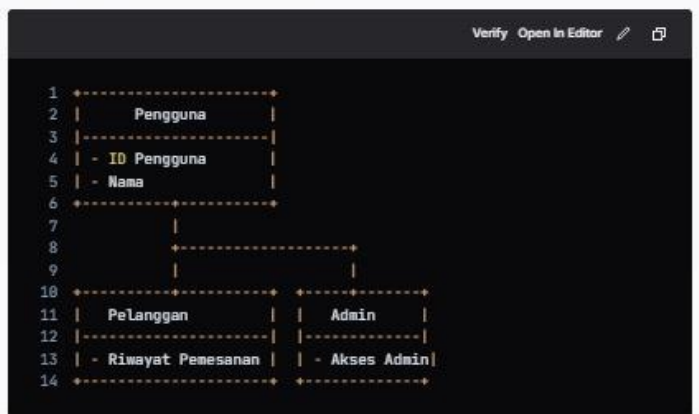 Verify Open In Editor
1 +----------------------+
2 | Pengguna |
3 |----------------------|
4 | - ID Pengguna |
5 | - Nama |
6 +-----------+----------+
7 |
8 +--------------------+
9 | |
10 +-----------+----------+ +-----+-------+
11 | Pelanggan | | Admin |
12 |----------------------| |-------------|
13 | - Riwayat Pemesanan | | - Akses Admin|
14 +----------------------+ +-------------+